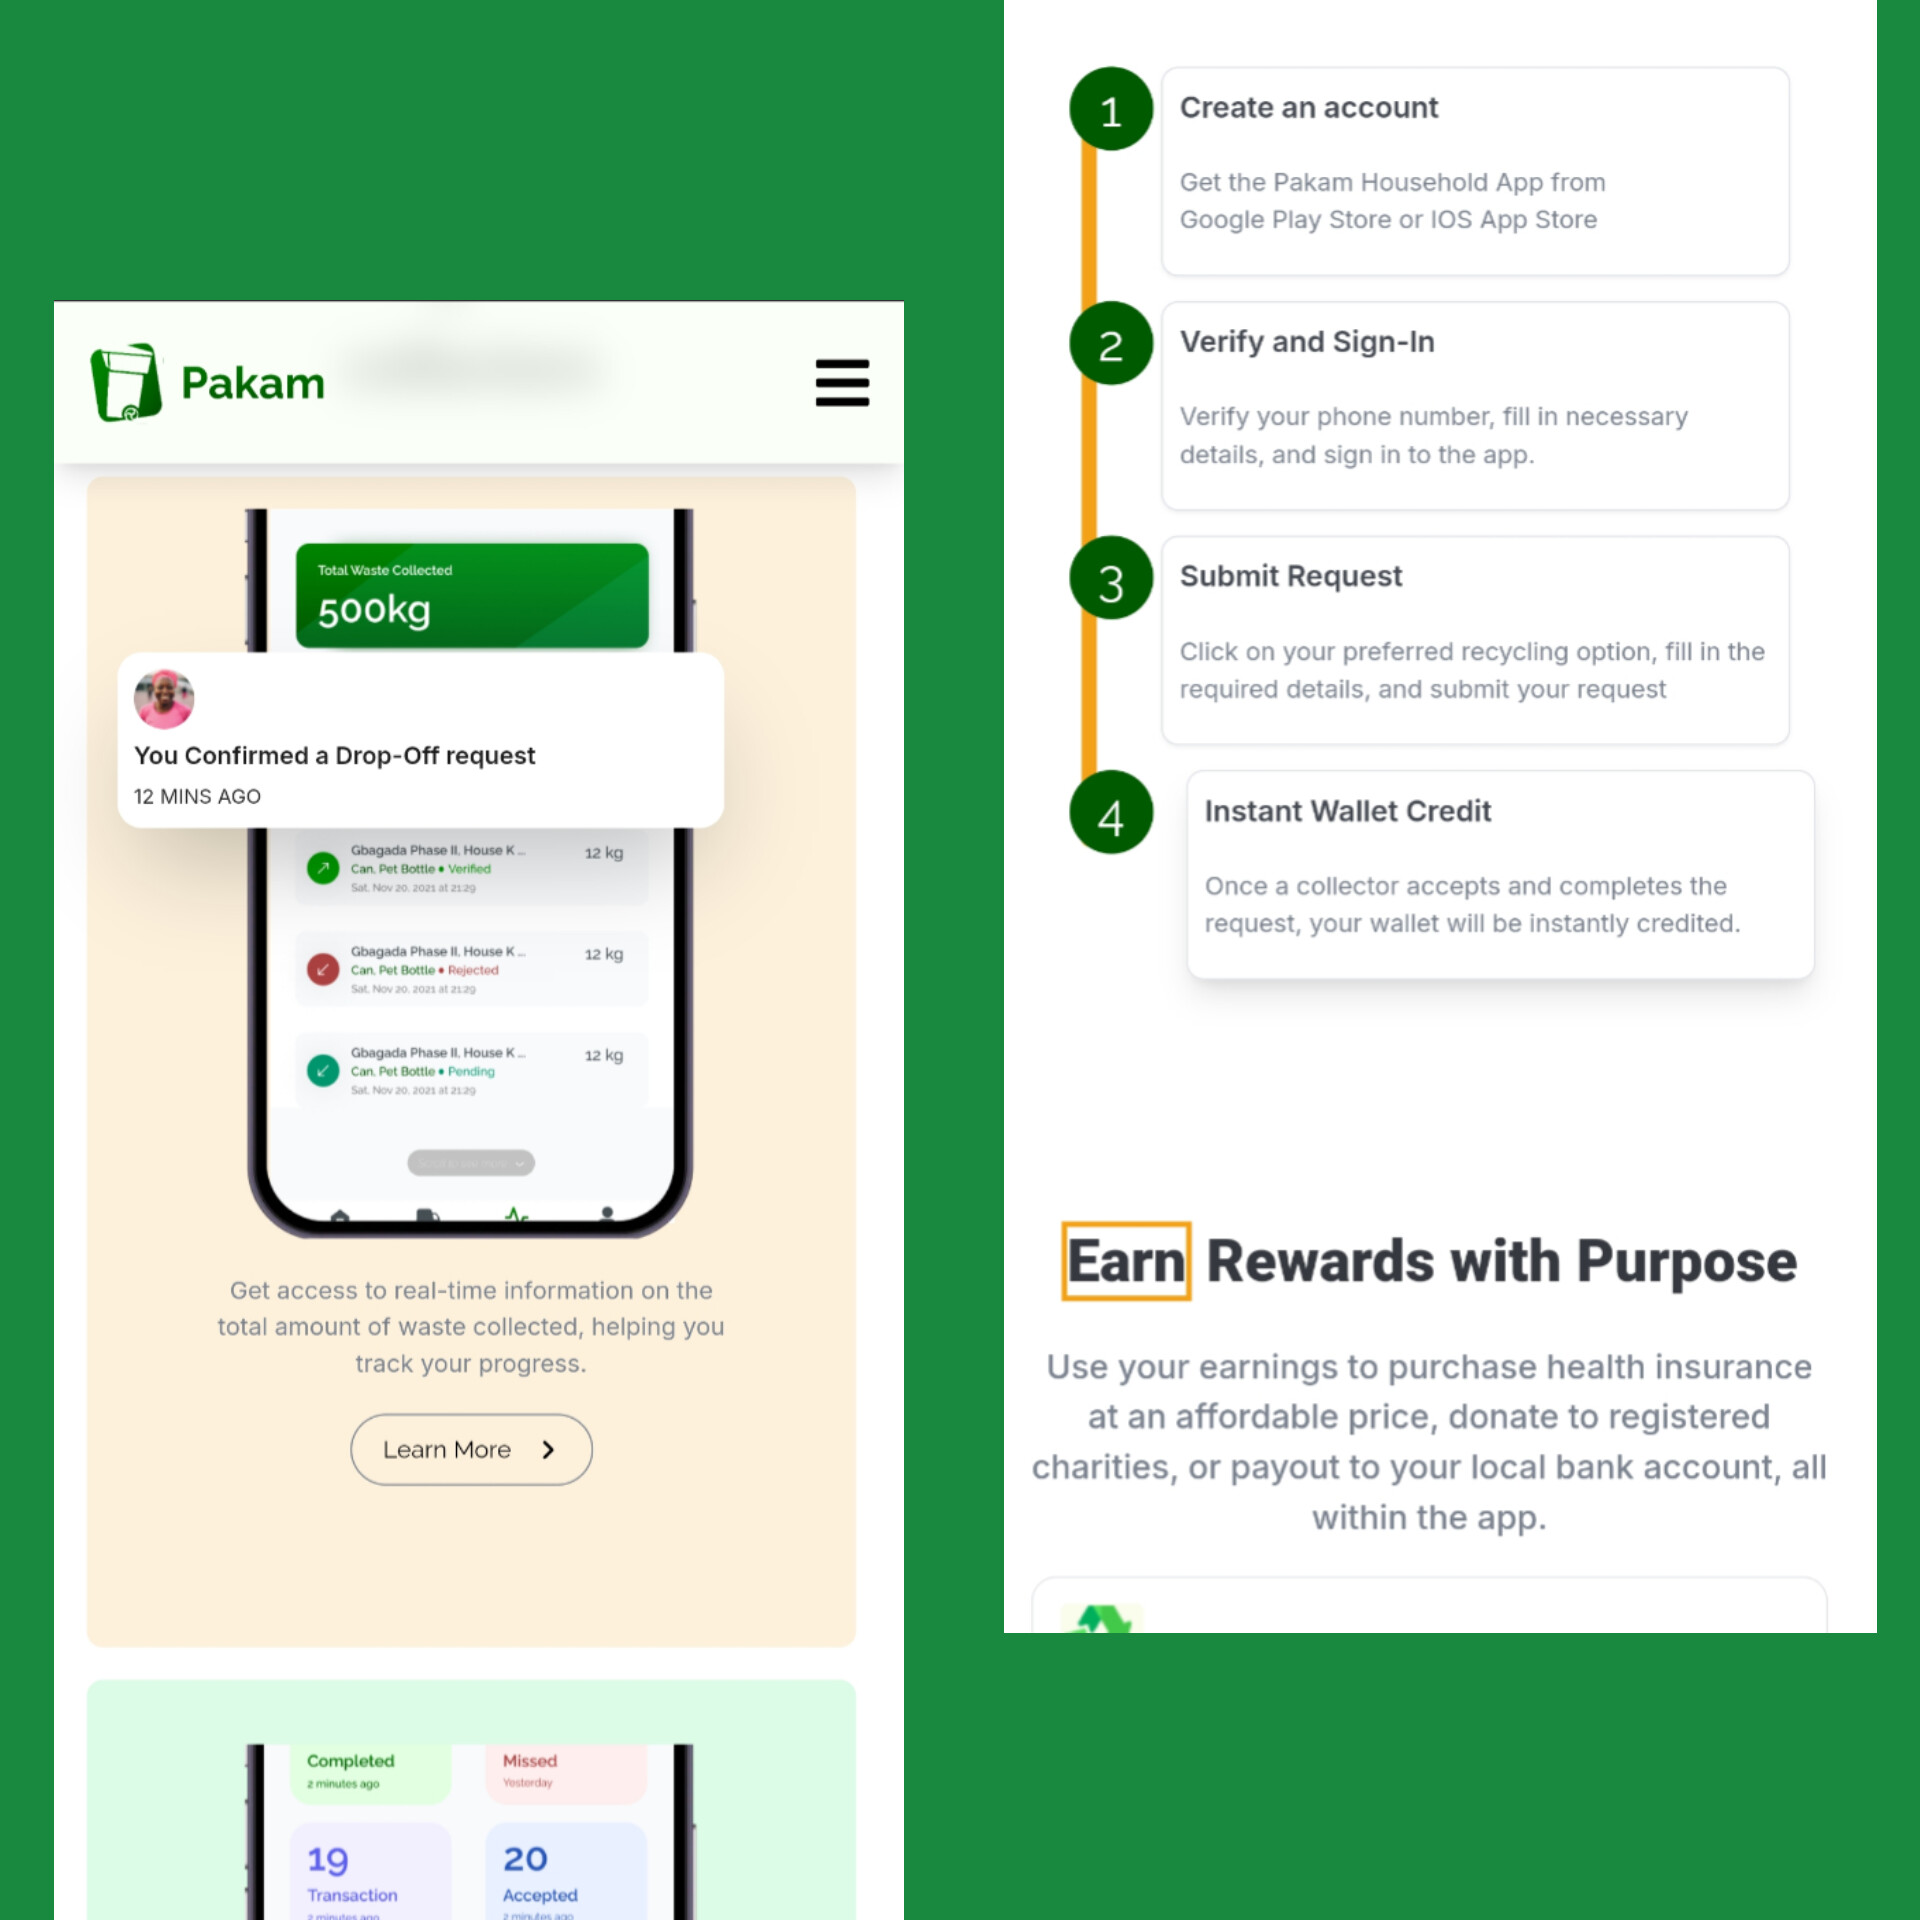 Pakam
Total Waste Collected
500kg
You Confirmed a Drop-Off request
12 MINS AGO
Gbagada Phase II, House K ...
12 kg
Can, Pet Bottle • Verified
Sat, Nov 20, 2021 at 21:29
Gbagada Phase II, House K ...
12 kg
Can, Pet Bottle • Rejected
Sat, Nov 20, 2021 at 21:29
Gbagada Phase II, House K ...
12 kg
Can, Pet Bottle • Pending
Sat, Nov 20, 2021 at 21:29
Get access to real-time information on the
total amount of waste collected, helping you
track your progress.
Learn More
Completed
2 minutes ago
Missed
Yesterday
19
Transaction
2 minutes ago
20
Accepted
2 minutes ago
1
Create an account
Get the Pakam Household App from
Google Play Store or IOS App Store
2
Verify and Sign-In
Verify your phone number, fill in necessary
details, and sign in to the app.
3
Submit Request
Click on your preferred recycling option, fill in the
required details, and submit your request
4
Instant Wallet Credit
Once a collector accepts and completes the
request, your wallet will be instantly credited.
Earn Rewards with Purpose
Use your earnings to purchase health insurance
at an affordable price, donate to registered
charities, or payout to your local bank account, all
within the app.